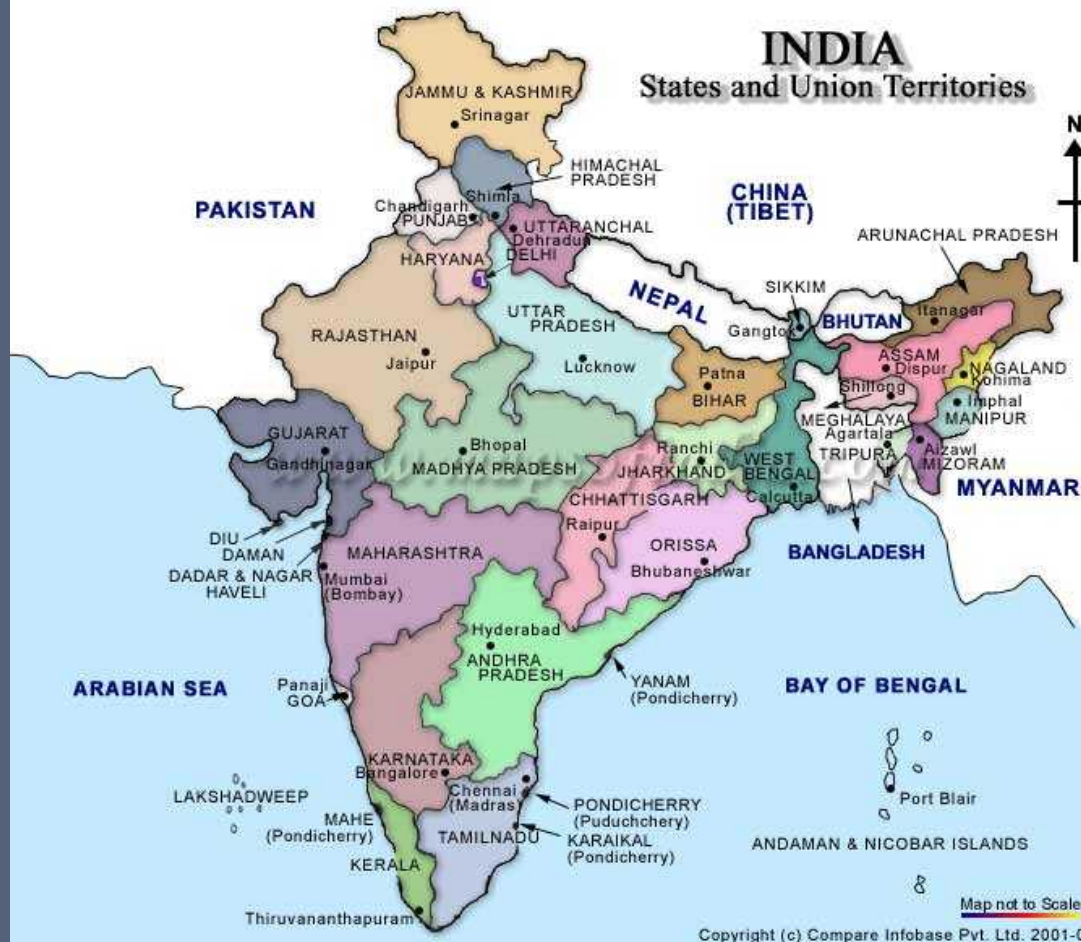 INDIA
States and Union Territories
N
JAMMU & KASHMIR
Srinagar
HIMACHAL
PRADESH
Shimla
PAKISTAN
CHINA
(TIBET)
Chandigarh
PUNJAB
UTTARANCHAL
Dehradun
DELHI
HARYANA
ARUNACHAL PRADESH
NEPAL
SIKKIM
Gangtok
BHUTAN
Itanagar
RAJASTHAN
Jaipur
UTTAR
PRADESH
Lucknow
Patna
BIHAR
ASSAM
Dispur
NAGALAND
Kohima
Shillong
MEGHALAYA
Imphal
MANIPUR
Agartala
TRIPURA
Aizawl
MIZORAM
MYANMAR
GUJARAT
Gandhinagar
Bhopal
MADHYA PRADESH
Ranchi
JHARKHAND
WEST
BENGAL
Calcutta
CHHATTISGARH
Raipur
BANGLADESH
DIU
DAMAN
DADAR & NAGAR
HAVELI
MAHARASHTRA
Mumbai
(Bombay)
ORISSA
Bhubaneshwar
Hyderabad
ANDHRA
PRADESH
YANAM
(Pondicherry)
ARABIAN SEA
BAY OF BENGAL
Panaji
GOA
KARNATAKA
Bangalore
LAKSHADWEEP
MAHE
(Pondicherry)
Chennai
(Madras)
PONDICHERRY
(Puduchchery)
KARAIKAL
(Pondicherry)
TAMILNADU
KERALA
Thiruvananthapuram
Port Blair
ANDAMAN & NICOBAR ISLANDS
Map not to Scale
Copyright (c) Compare Infobase Pvt. Ltd. 2001-0